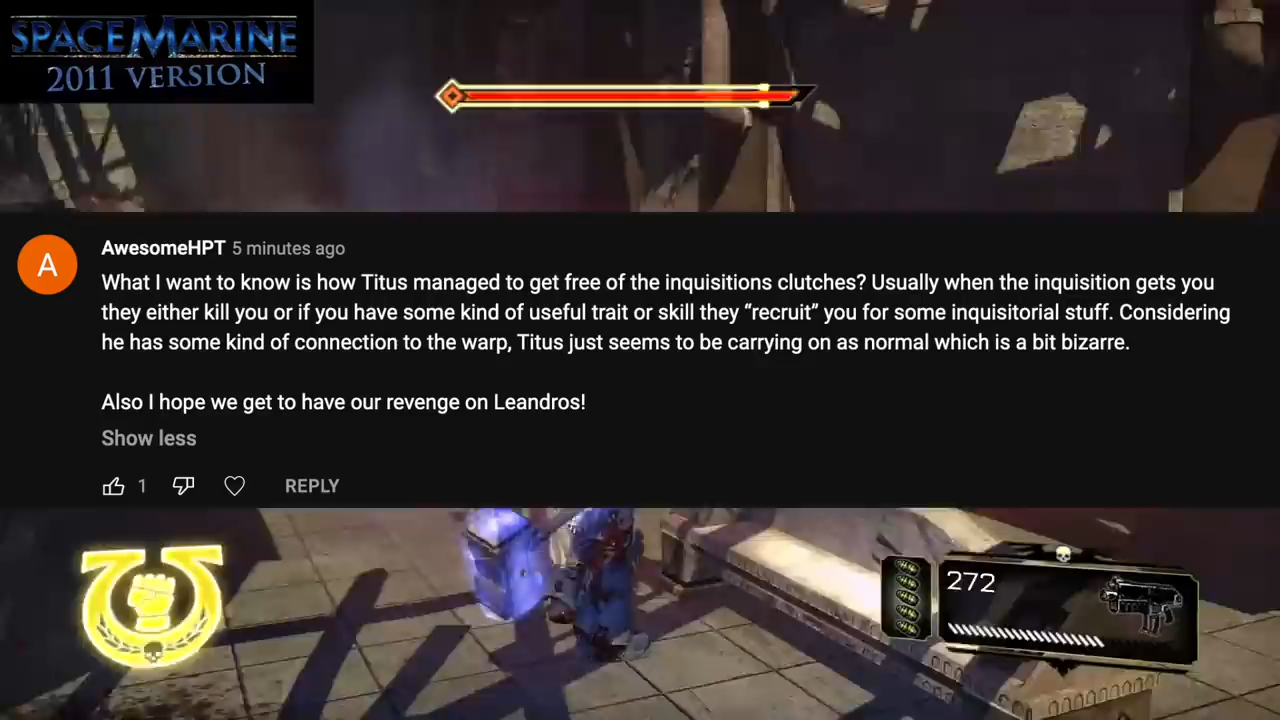 SPACE MARINE
2011 VERSION
A
AwesomeHPT 5 minutes ago
What I want to know is how Titus managed to get free of the inquisitions clutches? Usually when the inquisition gets you
they either kill you or if you have some kind of useful trait or skill they “recruit” you for some inquisitorial stuff. Considering
he has some kind of connection to the warp, Titus just seems to be carrying on as normal which is a bit bizarre.
Also I hope we get to have our revenge on Leandros!
Show less
1 REPLY
272